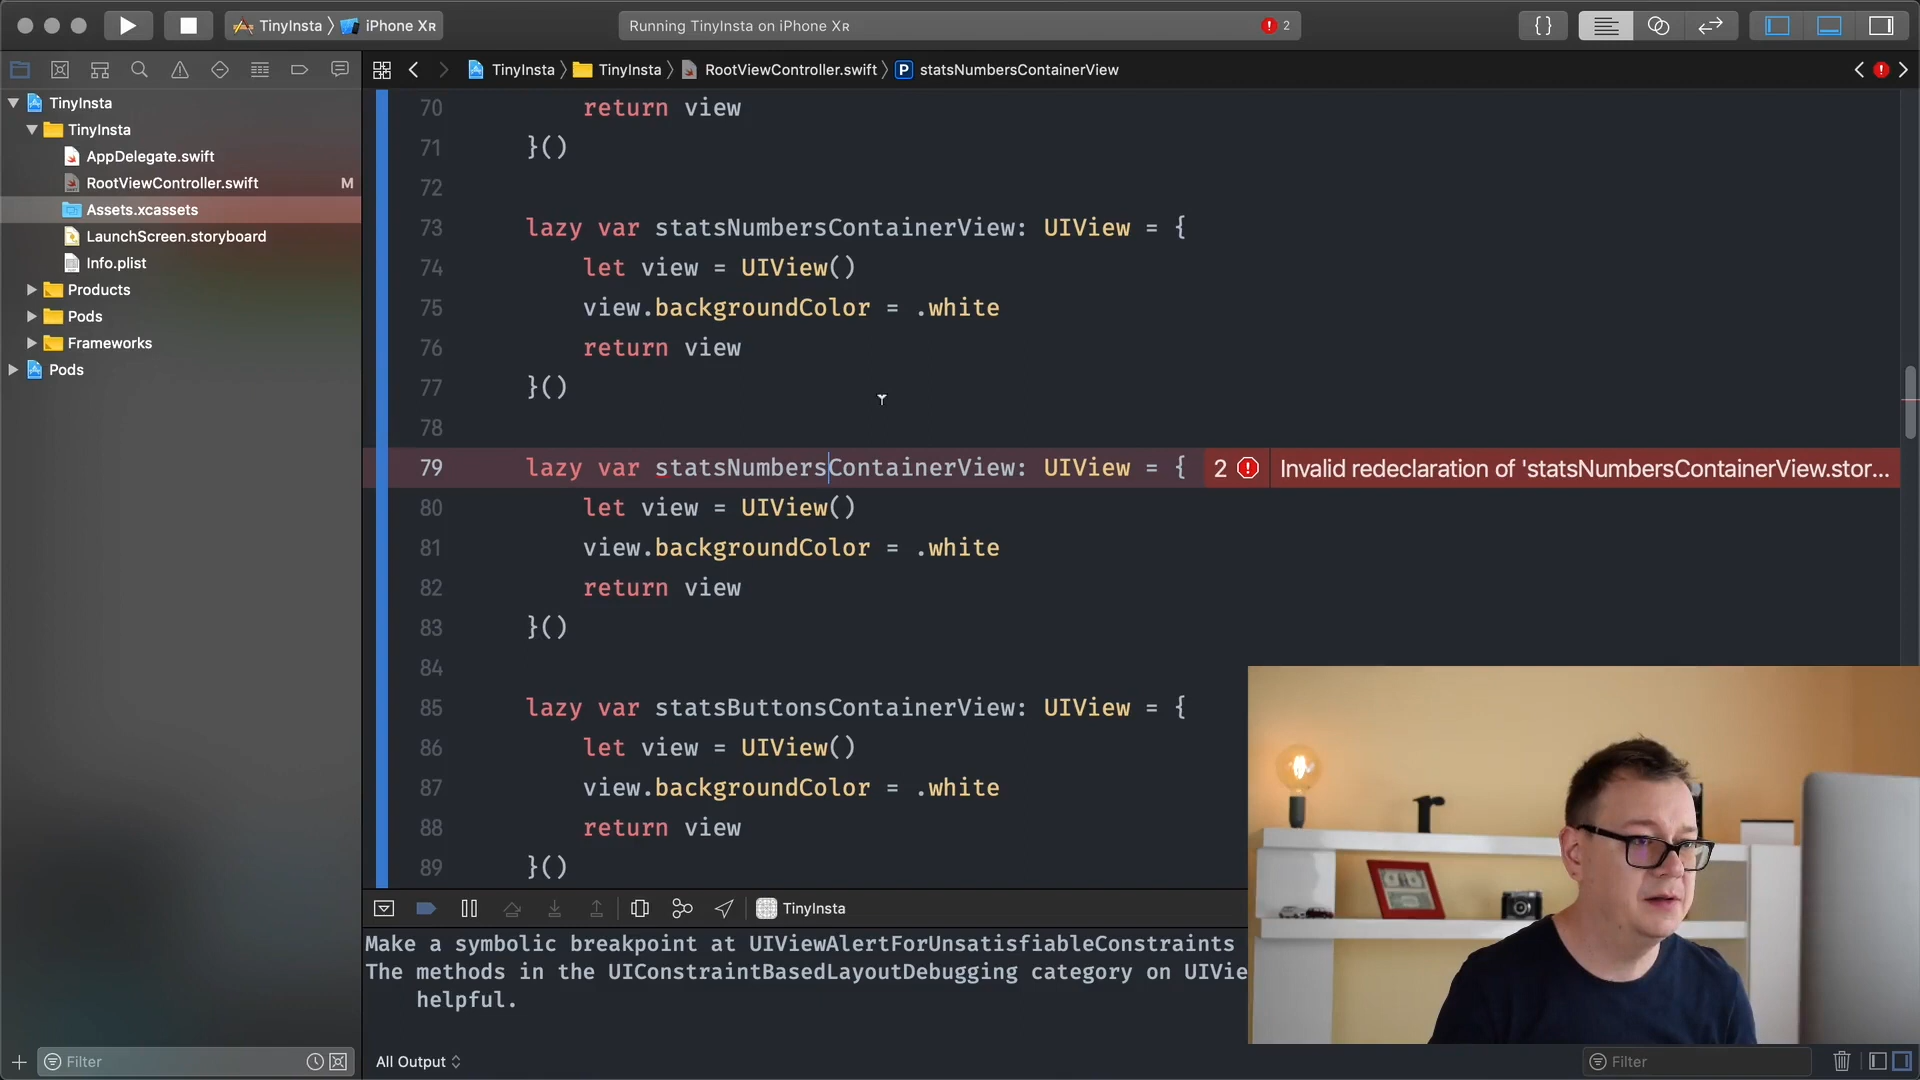 TinyInsta
iPhone Xʀ
Running TinyInsta on iPhone Xʀ
2
{}
TinyInsta
TinyInsta
RootViewController.swift
P
statsNumbersContainerView
TinyInsta
TinyInsta
AppDelegate.swift
RootViewController.swift M
Assets.xcassets
LaunchScreen.storyboard
Info.plist
Products
Pods
Frameworks
Pods
70 return view
71 }()
72
73 lazy var statsNumbersContainerView: UIView = {
74 let view = UIView()
75 view.backgroundColor = .white
76 return view
77 }()
78
79 lazy var statsNumbersContainerView: UIView = { 2 Invalid redeclaration of 'statsNumbersContainerView.stor...
80 let view = UIView()
81 view.backgroundColor = .white
82 return view
83 }()
84
85 lazy var statsButtonsContainerView: UIView = {
86 let view = UIView()
87 view.backgroundColor = .white
88 return view
89 }()
TinyInsta
Make a symbolic breakpoint at UIViewAlertForUnsatisfiableConstraints
The methods in the UIConstraintBasedLayoutDebugging category on UIVie
helpful.
Filter
All Output
Filter